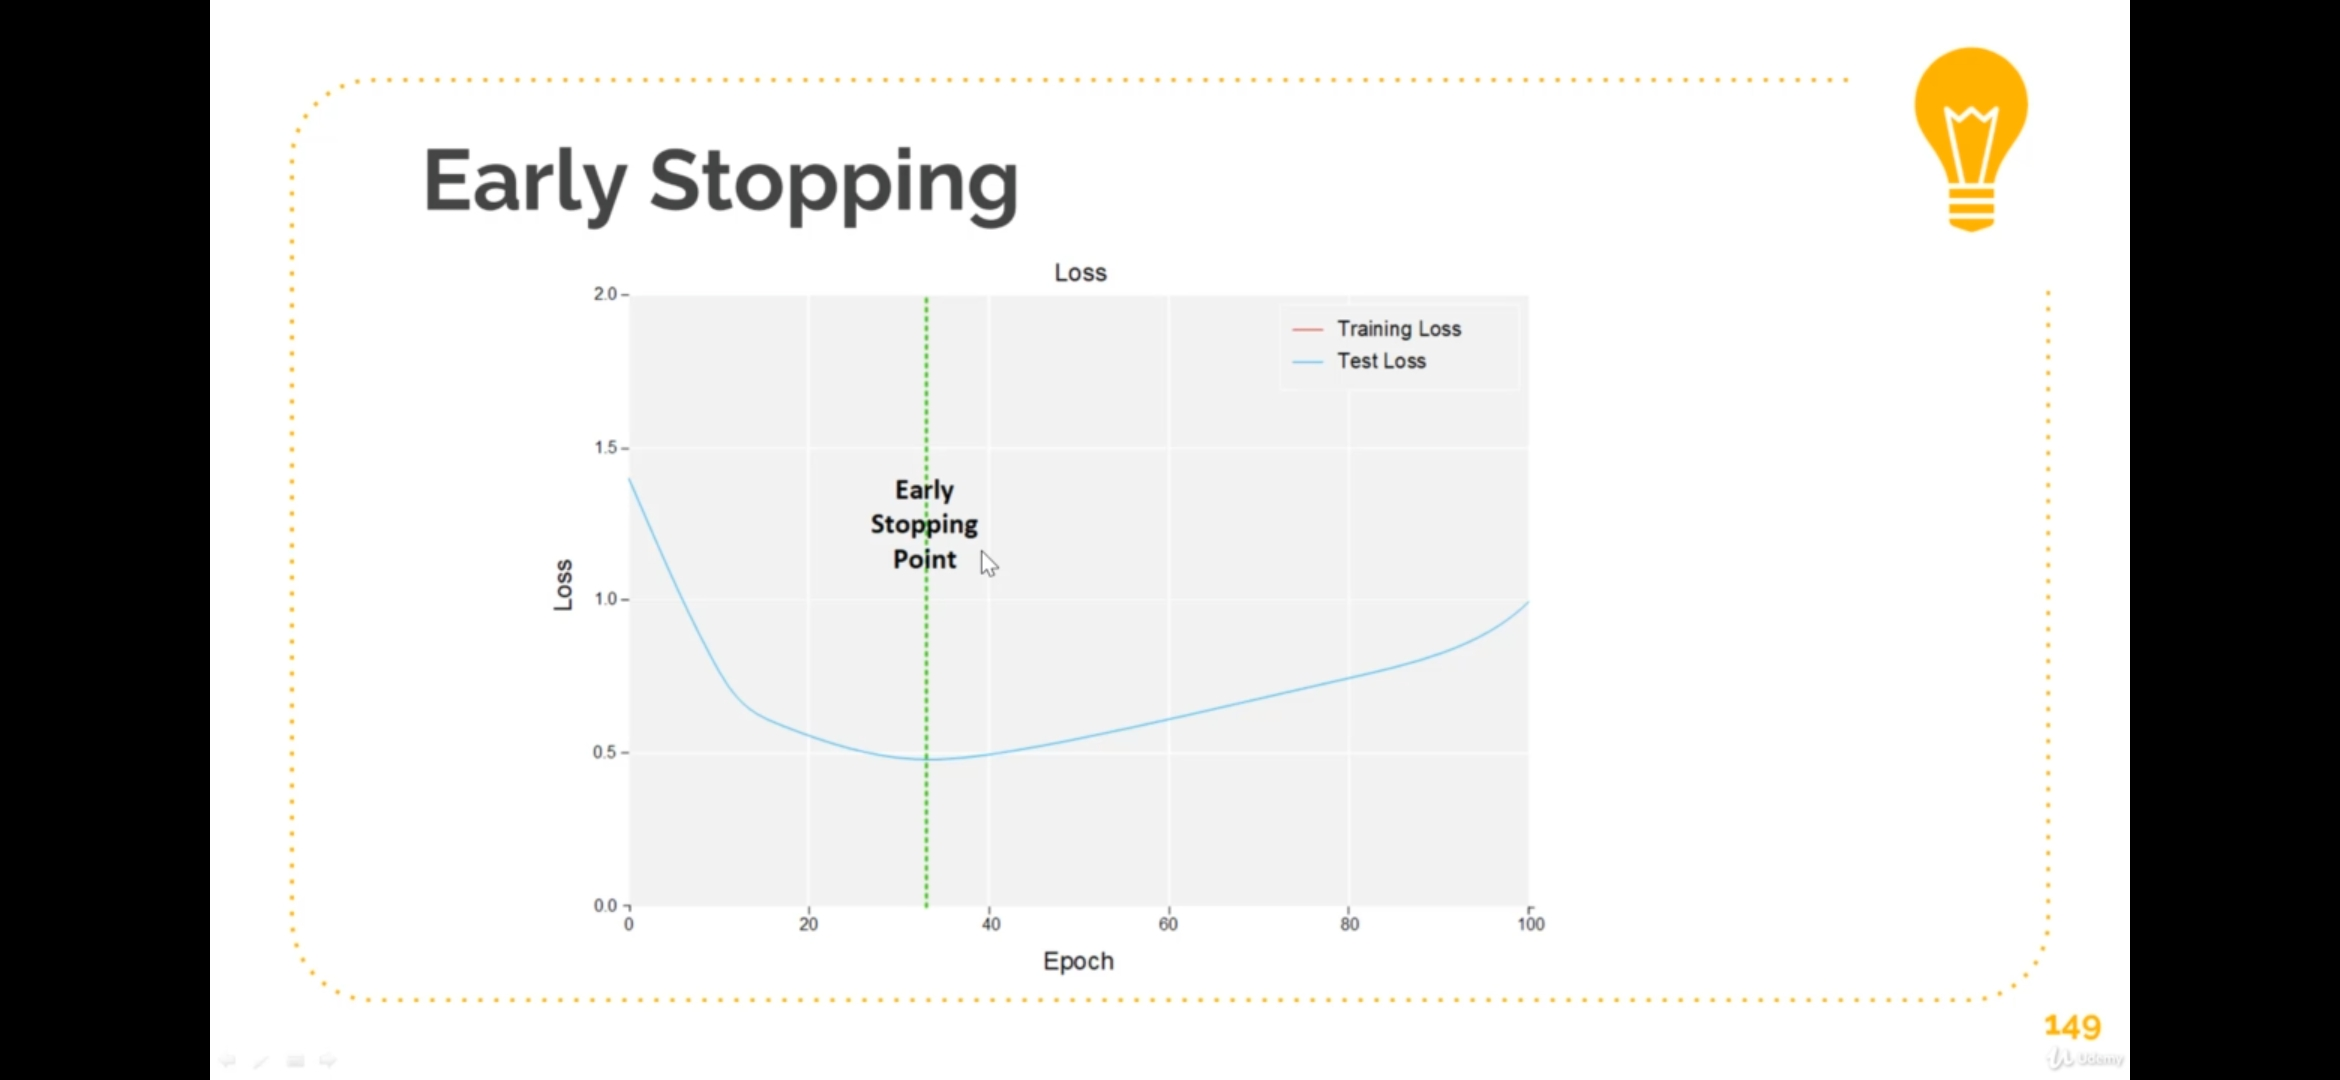 Early Stopping
Loss
2.0
Training Loss
Test Loss
1.5
Early
Stopping
Point
Loss
1.0
0.5
0.0
0 20 40 60 80 100
Epoch
149
Udemy